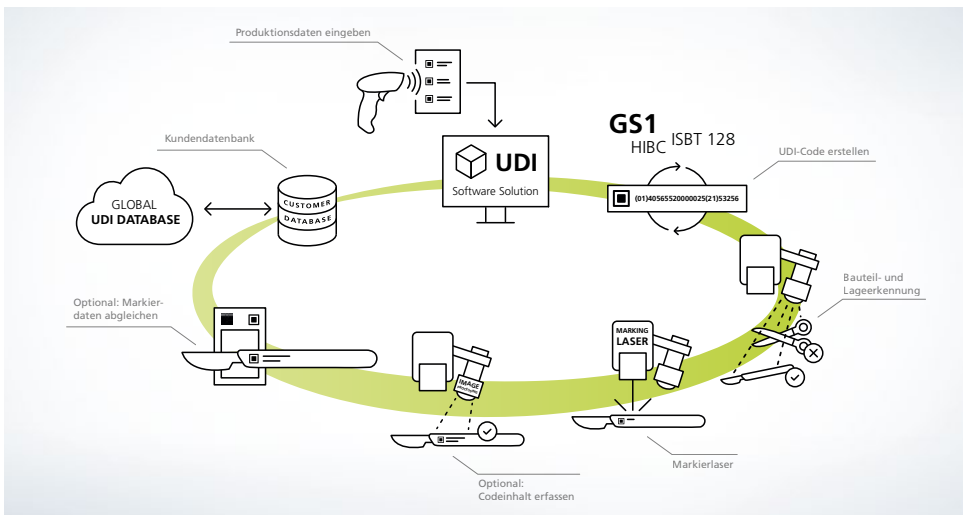 Produktionsdaten eingeben
Kundendatenbank
GLOBAL
UDI DATABASE
CUSTOMER
DATABASE
UDI
Software Solution
GS1
HIBC ISBT 128
UDI-Code erstellen
(01)40565520000025(21)53256
Bauteil- und
Lageerkennung
MARKING
LASER
Markierlaser
IMAGE
PROCESSING
Optional:
Codeinhalt erfassen
Optional: Markier-
daten abgleichen